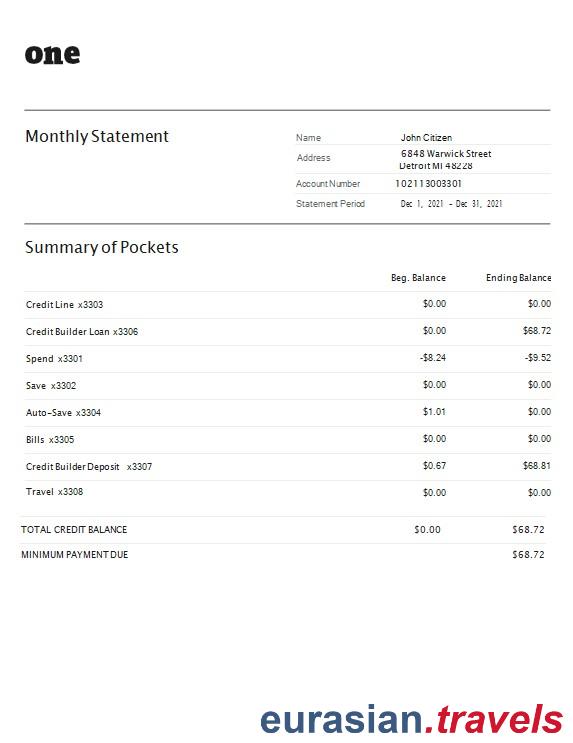 one
Monthly Statement
Name John Citizen
Address 6848 Warwick Street
Detroit MI 48228
Account Number 102113003301
Statement Period Dec 1, 2021 - Dec 31, 2021
Summary of Pockets
Beg. Balance Ending Balance
Credit Line x3303 $0.00 $0.00
Credit Builder Loan x3306 $0.00 $68.72
Spend x3301 -$8.24 -$9.52
Save x3302 $0.00 $0.00
Auto-Save x3304 $1.01 $0.00
Bills x3305 $0.00 $0.00
Credit Builder Deposit x3307 $0.67 $68.81
Travel x3308 $0.00 $0.00
TOTAL CREDIT BALANCE $0.00 $68.72
MINIMUM PAYMENT DUE $68.72
eurasian.travels